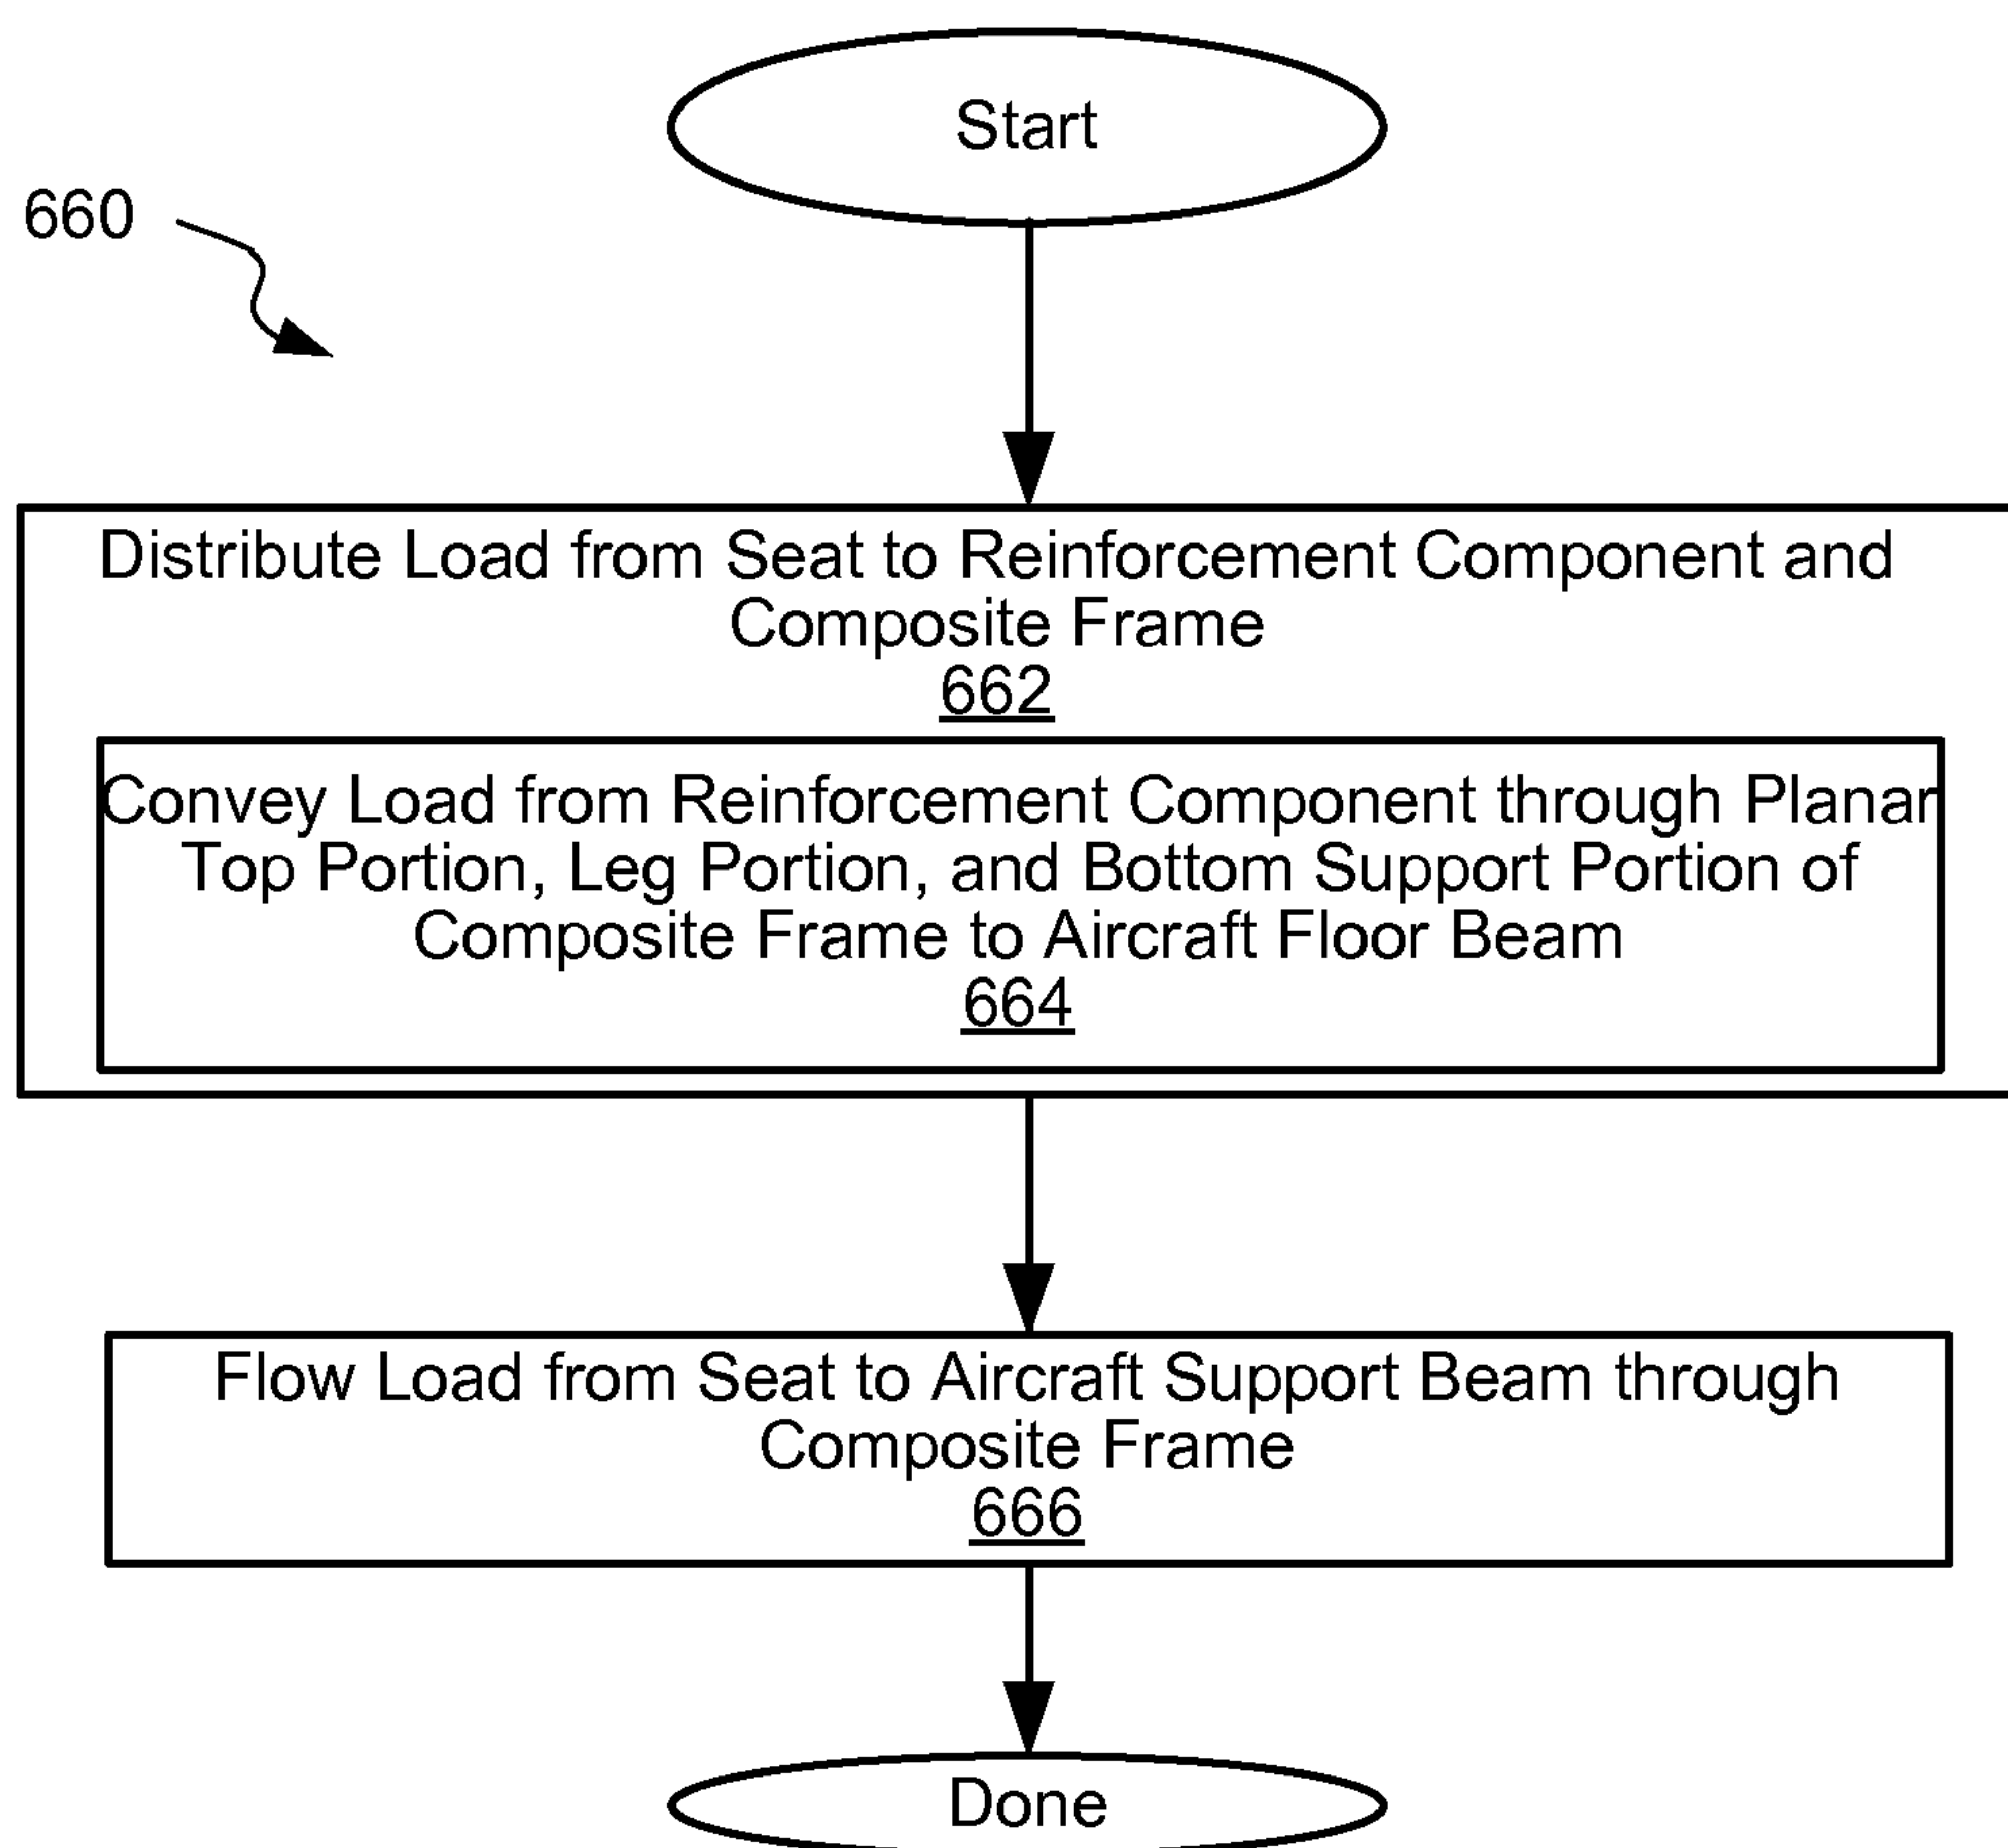 Start
660
Distribute Load from Seat to Reinforcement Component and
Composite Frame
662
Convey Load from Reinforcement Component through Planar
Top Portion, Leg Portion, and Bottom Support Portion of
Composite Frame to Aircraft Floor Beam
664
Flow Load from Seat to Aircraft Support Beam through
Composite Frame
666
Done